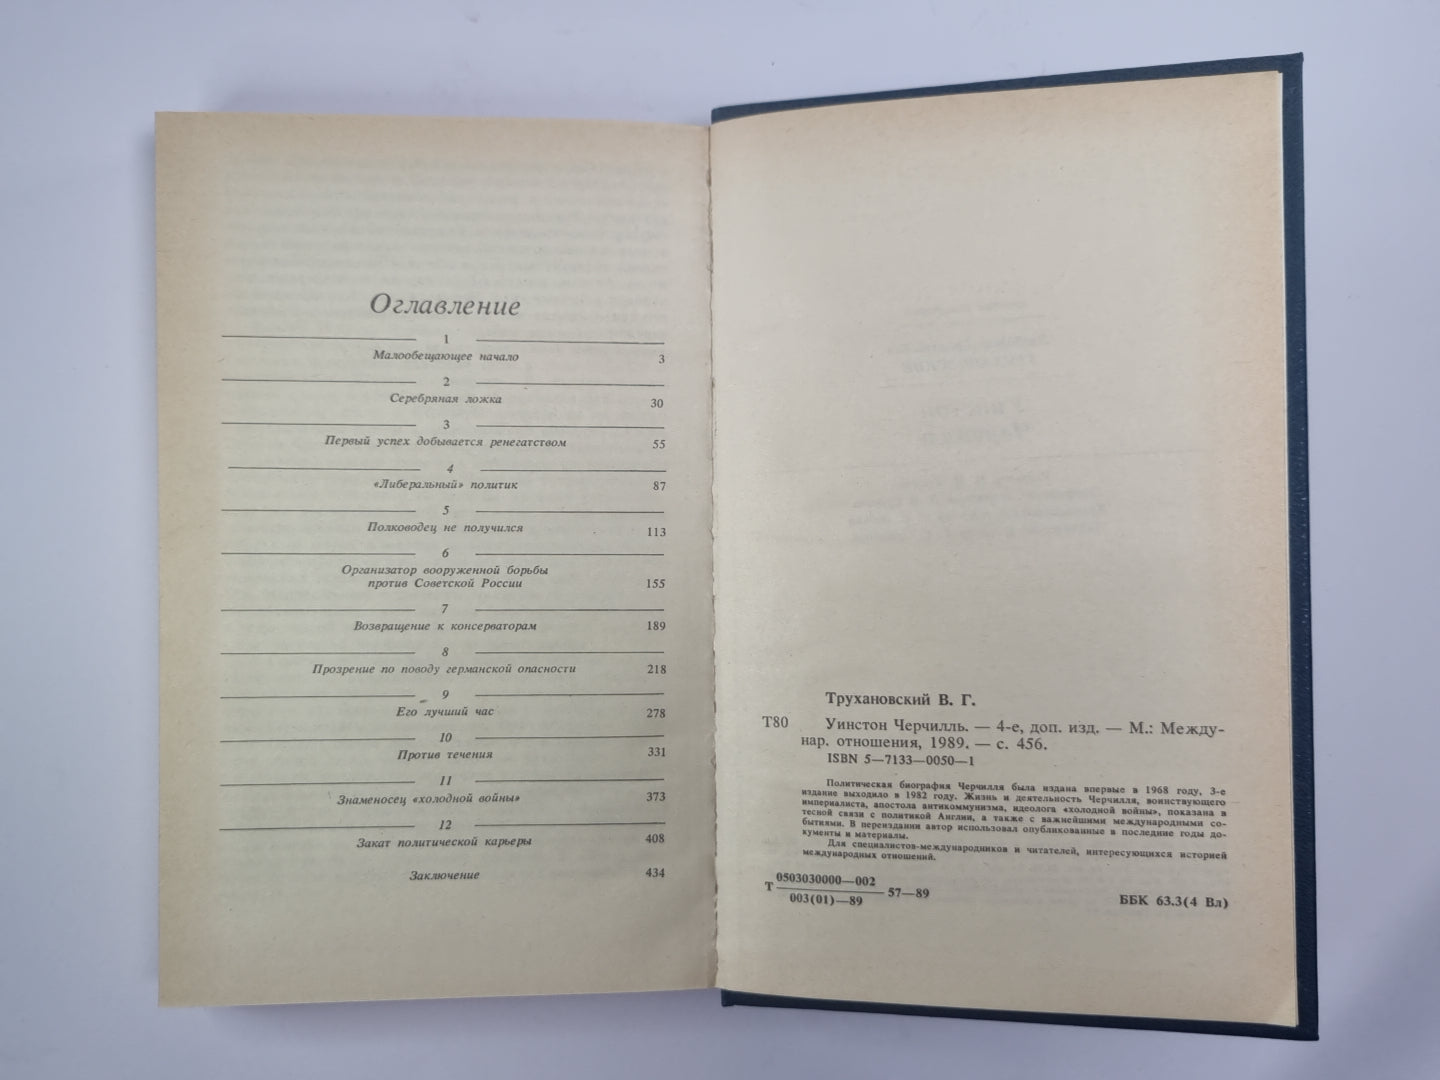 Оглавление
1
Малообещающее начало 3
2
Серебряная ложка 30
3
Первый успех добывается ренегатством 55
4
«Либеральный» политик 87
5
Полководец не получился 113
6
Организатор вооруженной борьбы
против Советской России 155
7
Возвращение к консерваторам 189
8
Прозрение по поводу германской опасности 218
9
Его лучший час 278
10
Против течения 331
11
Знаменосец «холодной войны» 373
12
Закат политической карьеры 408
Заключение 434
Трухановский В. Г.
Т80 Уинстон Черчилль. — 4-е, доп. изд. — М.: Между-
нар. отношения, 1989. — с. 456.
ISBN 5—7133—0050—1
Политическая биография Черчилля была издана впервые в 1968 году, 3-е
издание выходило в 1982 году. Жизнь и деятельность Черчилля, воинствующего
империалиста, апостола антикоммунизма, идеолога «холодной войны», показана в
тесной связи с политикой Англии, а также с важнейшими международными со-
бытиями. В переиздании автор использовал опубликованные в последние годы до-
кументы и материалы.
Для специалистов-международников и читателей, интересующихся историей
международных отношений.
Т 0503030000—002 57—89
003(01)—89
ББК 63.3(4 Вл)